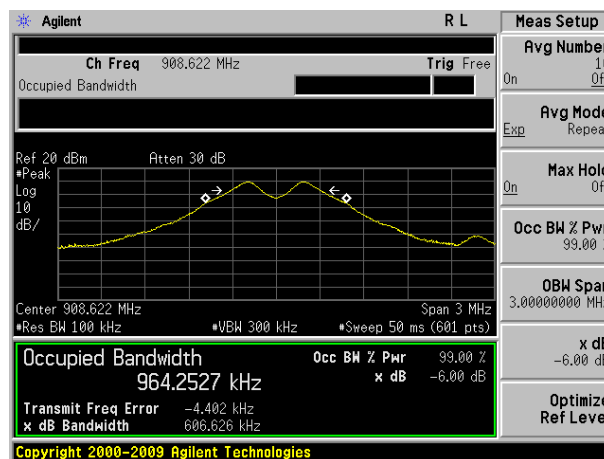 Agilent R L Meas Setup
Ch Freq 908.622 MHz Trig Free
Occupied Bandwidth
Avg Number
On
Avg Mode
Exp Repeat
Ref 20 dBm Atten 30 dB
#Peak
Log
10
dB/
Max Hold
On
Occ BW % Pwr
99.00 %
OBW Span
3.00000000 MHz
Center 908.622 MHz Span 3 MHz
#Res BW 100 kHz #VBW 300 kHz #Sweep 50 ms (601 pts)
x dB
-6.00 dB
Occupied Bandwidth Occ BW % Pwr 99.00 %
964.2527 kHz x dB -6.00 dB
Transmit Freq Error -4.402 kHz
x dB Bandwidth 606.626 kHz
Optimize
Ref Level
Copyright 2000-2009 Agilent Technologies